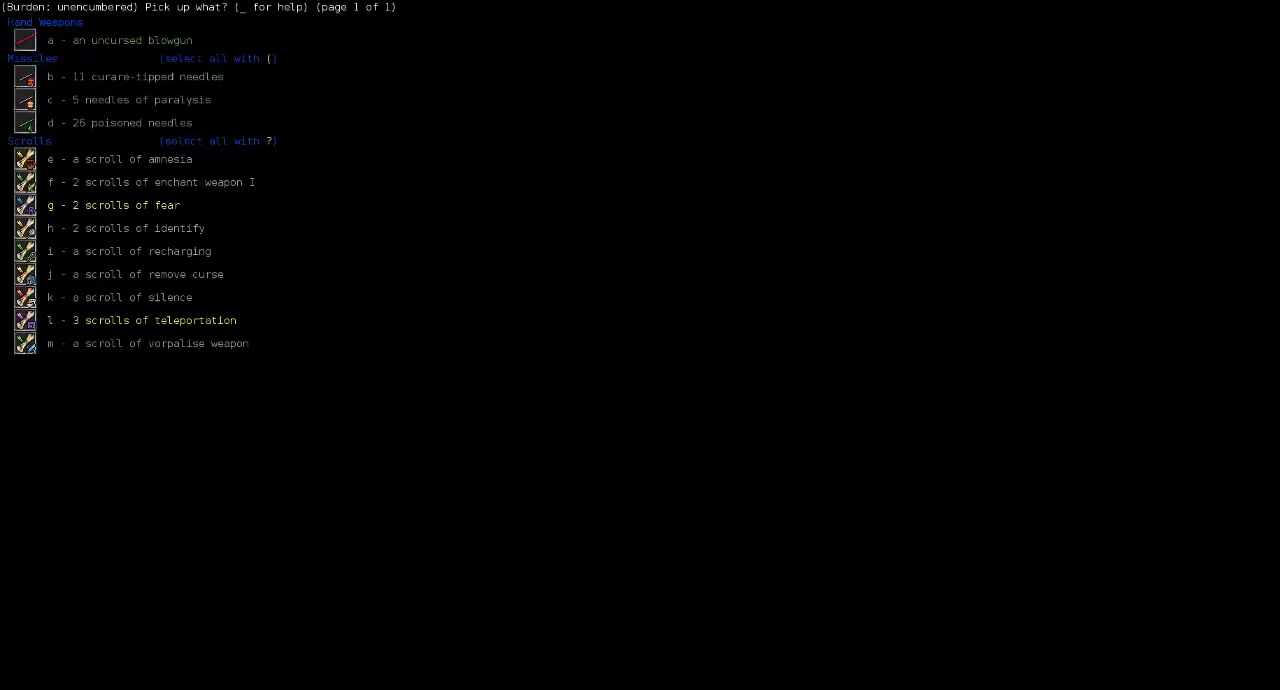 (Burden: unencumbered) Pick up what? (_ for help) (page 1 of 1)
Hand Weapons
a - an uncursed blowgun
Missiles (select all with ()
b - 11 curare-tipped needles
c - 5 needles of paralysis
d - 26 poisoned needles
Scrolls (select all with ?)
e - a scroll of amnesia
f - 2 scrolls of enchant weapon I
g - 2 scrolls of fear
h - 2 scrolls of identify
i - a scroll of recharging
j - a scroll of remove curse
k - a scroll of silence
l - 3 scrolls of teleportation
m - a scroll of vorpalise weapon